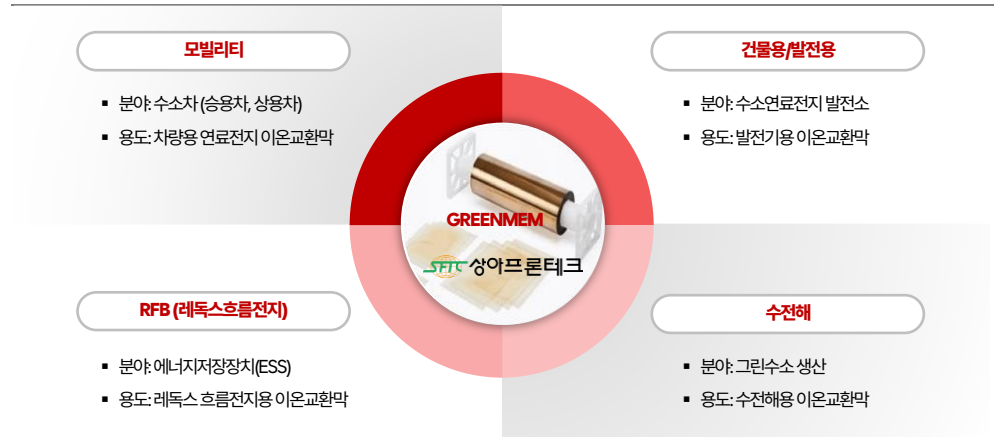 모빌리티
▪ 분야: 수소차 (승용차, 상용차)
▪ 용도: 차량용 연료전지 이온교환막
건물용/발전용
▪ 분야: 수소연료전지 발전소
▪ 용도: 발전기용 이온교환막
GREENMEM
SFTC 상아프론테크
RFB (레독스흐름전지)
▪ 분야: 에너지저장장치(ESS)
▪ 용도: 레독스 흐름전지용 이온교환막
수전해
▪ 분야: 그린수소 생산
▪ 용도: 수전해용 이온교환막